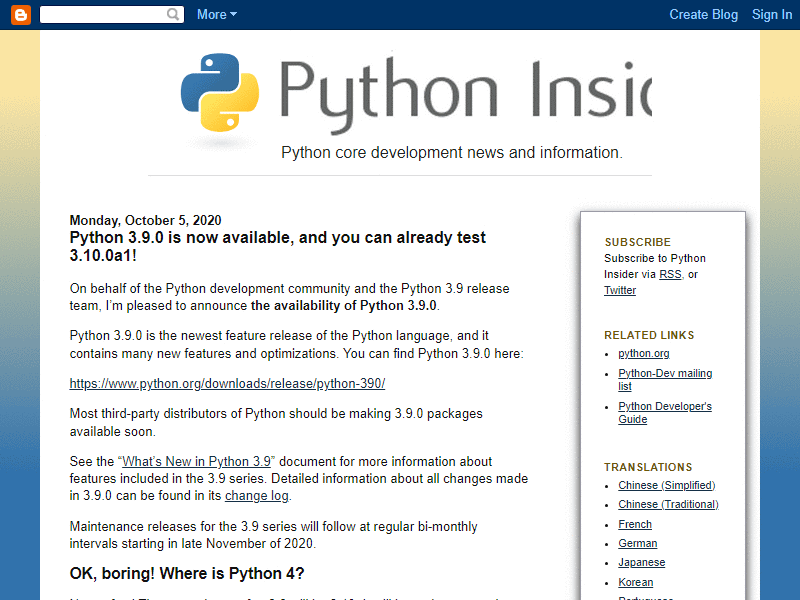 More
Create Blog
Sign In
Python Insid
Python core development news and information.
Monday, October 5, 2020
Python 3.9.0 is now available, and you can already test
3.10.0a1!
On behalf of the Python development community and the Python 3.9 release
team, I'm pleased to announce the availability of Python 3.9.0.
Python 3.9.0 is the newest feature release of the Python language, and it
contains many new features and optimizations. You can find Python 3.9.0 here:
https://www.python.org/downloads/release/python-390/
Most third-party distributors of Python should be making 3.9.0 packages
available soon.
See the “What's New in Python 3.9” document for more information about
features included in the 3.9 series. Detailed information about all changes made
in 3.9.0 can be found in its change log.
Maintenance releases for the 3.9 series will follow at regular bi-monthly
intervals starting in late November of 2020.
OK, boring! Where is Python 4?
SUBSCRIBE
Subscribe to Python
Insider via RSS, or
Twitter
RELATED LINKS
python.org
Python-Dev mailing
list
Python Developer's
Guide
TRANSLATIONS
Chinese (Simplified)
Chinese (Traditional)
French
German
Japanese
Korean
Portuguese